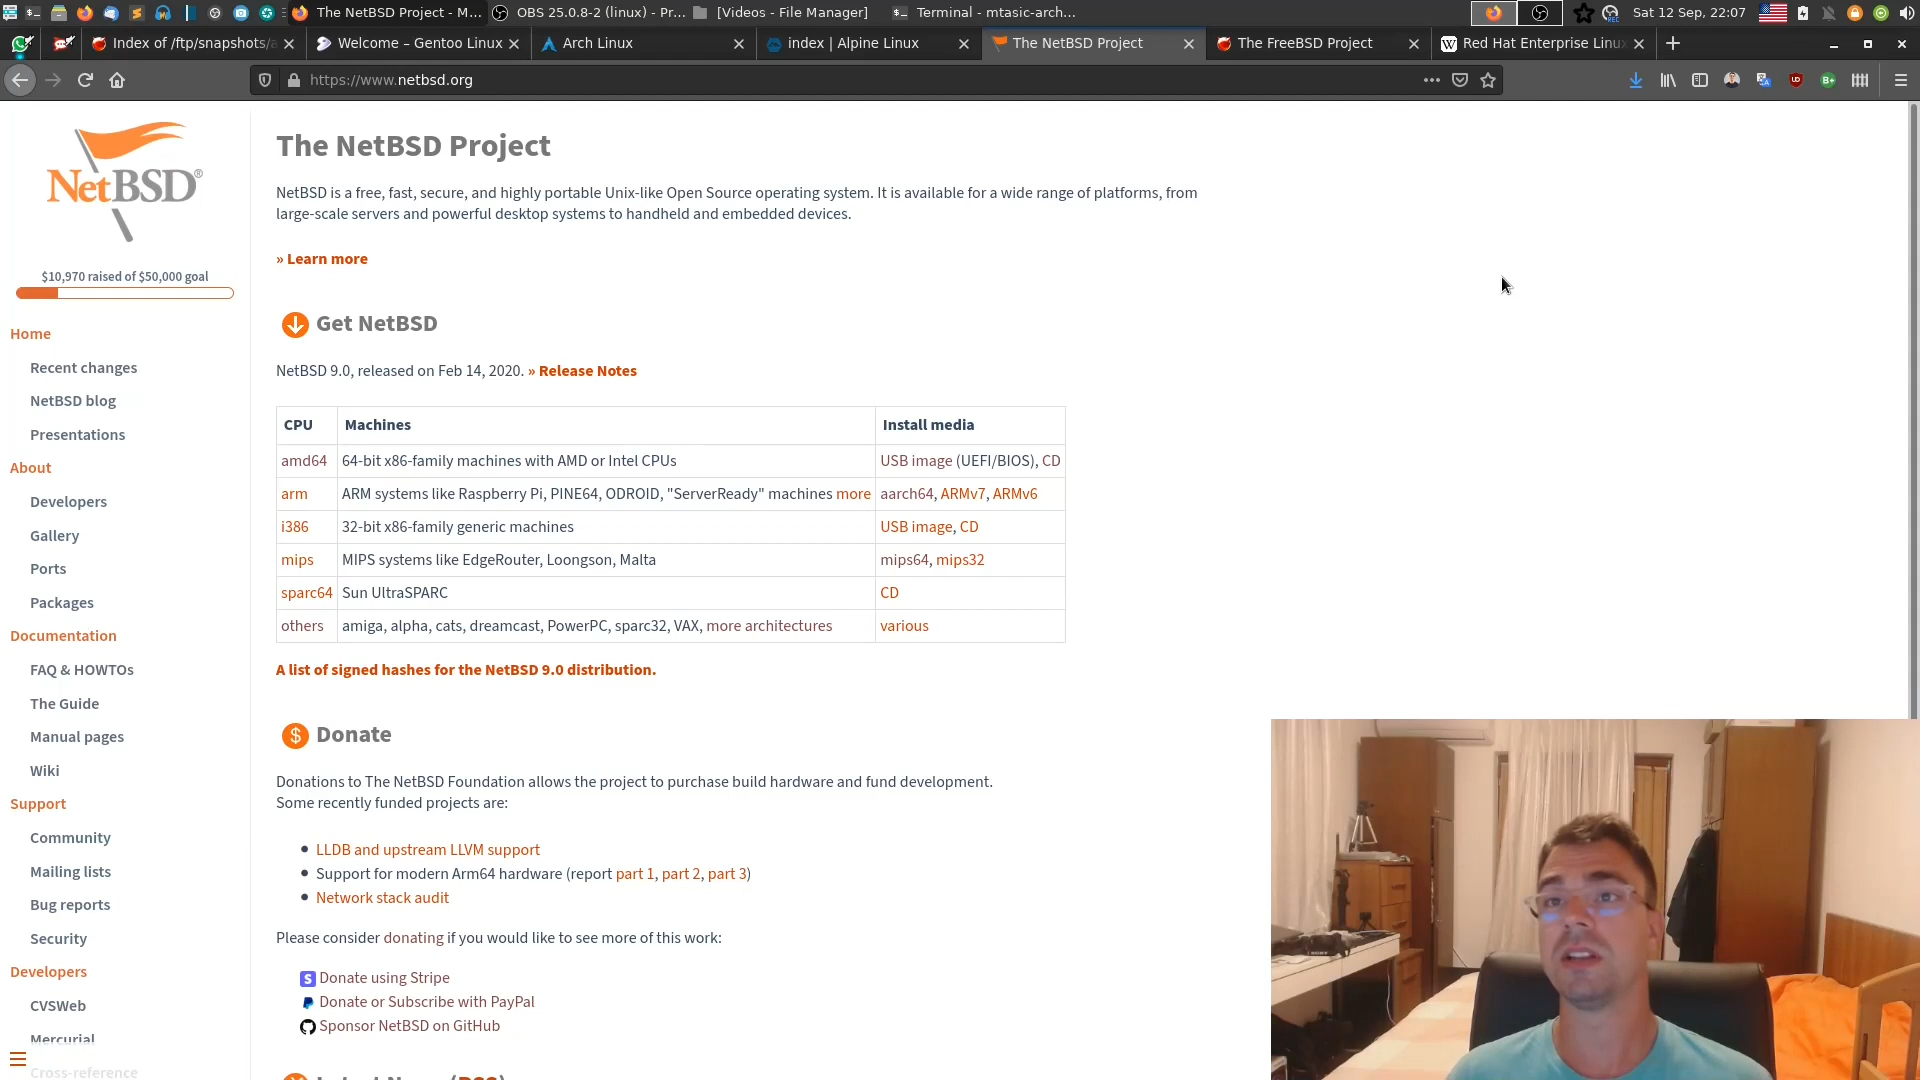 The NetBSD Project - M...
OBS 25.0.8-2 (linux) - Pr...
[Videos - File Manager]
Terminal - mtasic-arch...
Sat 12 Sep, 22:07
Index of /ftp/snapshots/a
Welcome – Gentoo Linux
Arch Linux
index | Alpine Linux
The NetBSD Project
The FreeBSD Project
Red Hat Enterprise Linu
https://www.netbsd.org
NetBSD®
$10,970 raised of $50,000 goal
Home
Recent changes
NetBSD blog
Presentations
About
Developers
Gallery
Ports
Packages
Documentation
FAQ & HOWTOs
The Guide
Manual pages
Wiki
Support
Community
Mailing lists
Bug reports
Security
Developers
CVSWeb
Mercurial
Cross-reference
The NetBSD Project
NetBSD is a free, fast, secure, and highly portable Unix-like Open Source operating system. It is available for a wide range of platforms, from
large-scale servers and powerful desktop systems to handheld and embedded devices.
» Learn more
Get NetBSD
NetBSD 9.0, released on Feb 14, 2020. » Release Notes
CPU Machines Install media
amd64 64-bit x86-family machines with AMD or Intel CPUs USB image (UEFI/BIOS), CD
arm ARM systems like Raspberry Pi, PINE64, ODROID, "ServerReady" machines more aarch64, ARMv7, ARMv6
i386 32-bit x86-family generic machines USB image, CD
mips MIPS systems like EdgeRouter, Loongson, Malta mips64, mips32
sparc64 Sun UltraSPARC CD
others amiga, alpha, cats, dreamcast, PowerPC, sparc32, VAX, more architectures various
A list of signed hashes for the NetBSD 9.0 distribution.
Donate
Donations to The NetBSD Foundation allows the project to purchase build hardware and fund development.
Some recently funded projects are:
LLDB and upstream LLVM support
Support for modern Arm64 hardware (report part 1, part 2, part 3)
Network stack audit
Please consider donating if you would like to see more of this work:
Donate using Stripe
Donate or Subscribe with PayPal
Sponsor NetBSD on GitHub